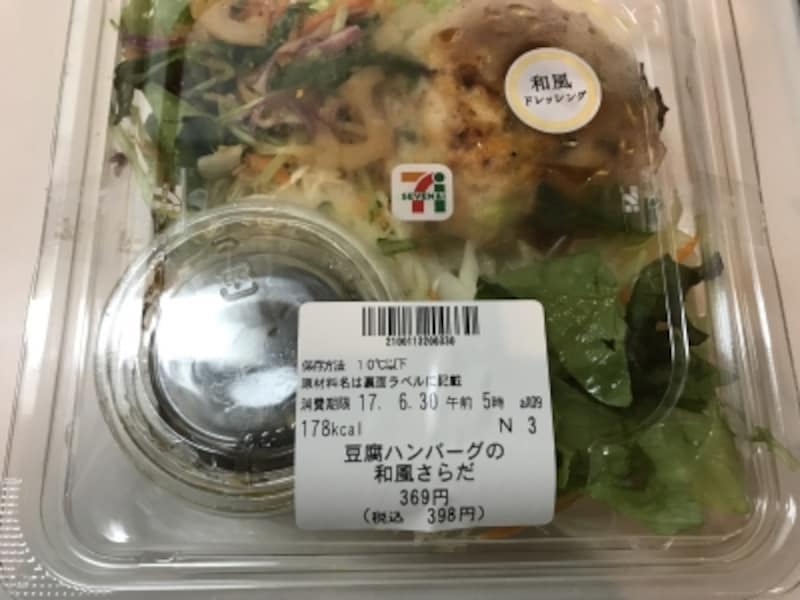 和風
ドレッシング
SEVEN
2100113200330
保存方法 10℃以下
原材料名は裏面ラベルに記載
消費期限 17. 6.30 午前 5時
178kcal N 3
豆腐ハンバーグの
和風さらだ
369円
(税込 398円)